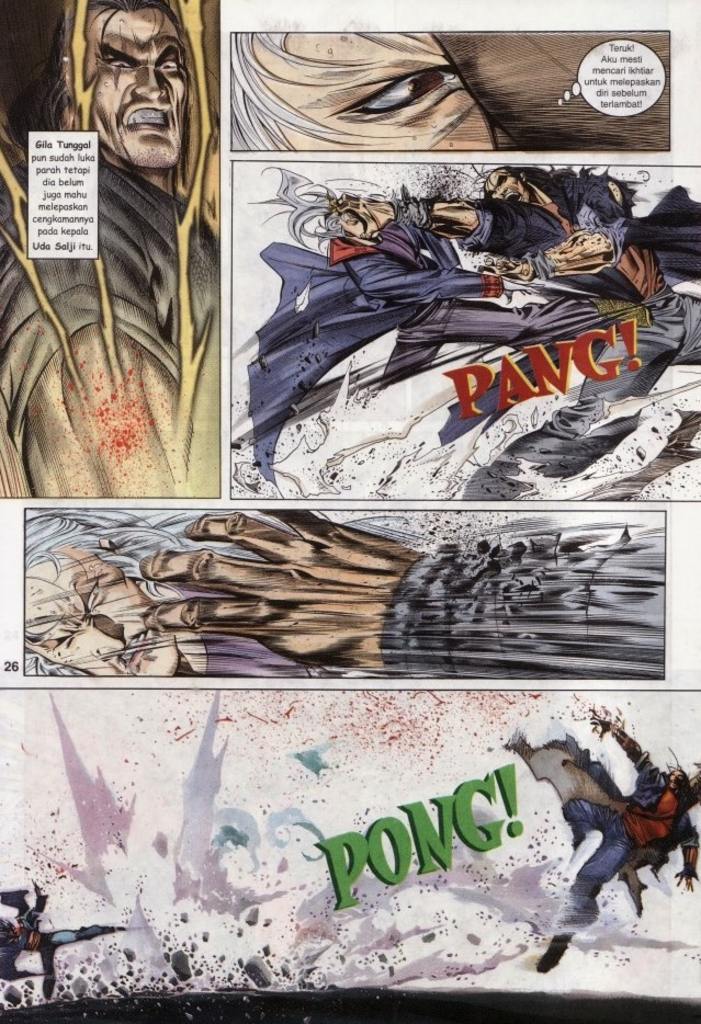 Gila Tunggal
pun sudah luka
parah tetapi
dia belum
juga mahu
melepaskan
cengkamannya
pada kepala
Uda Salji itu.
Teruk!
Aku mesti
mencari ikhtiar
untuk melepaskan
diri sebelum
terlambat!
PANG!
26
PONG!